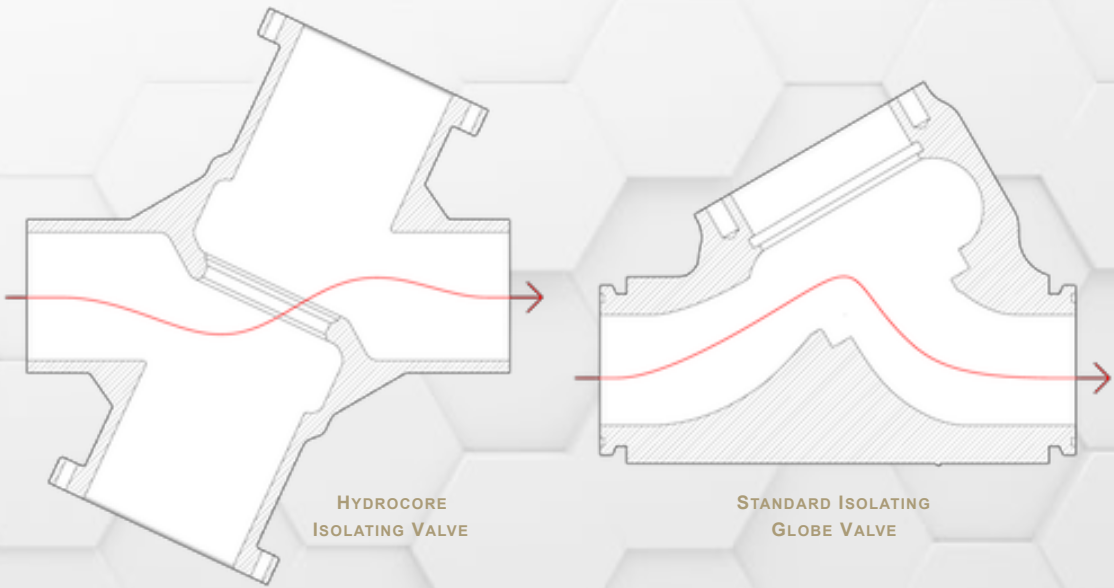 Hydrocore
Isolating Valve
Standard Isolating
Globe Valve